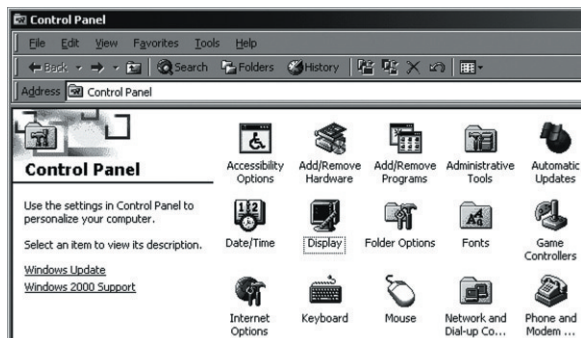 Control Panel
File Edit View Favorites Tools Help
Back Search Folders History
Address Control Panel
Control Panel
Use the settings in Control Panel to
personalize your computer.
Select an item to view its description.
Windows Update
Windows 2000 Support
Accessibility
Options
Add/Remove
Hardware
Add/Remove
Programs
Administrative
Tools
Automatic
Updates
12
Date/Time
Display
Folder Options
Fonts
Game
Controllers
Internet
Options
Keyboard
Mouse
Network and
Dial-up Co...
Phone and
Modem ...